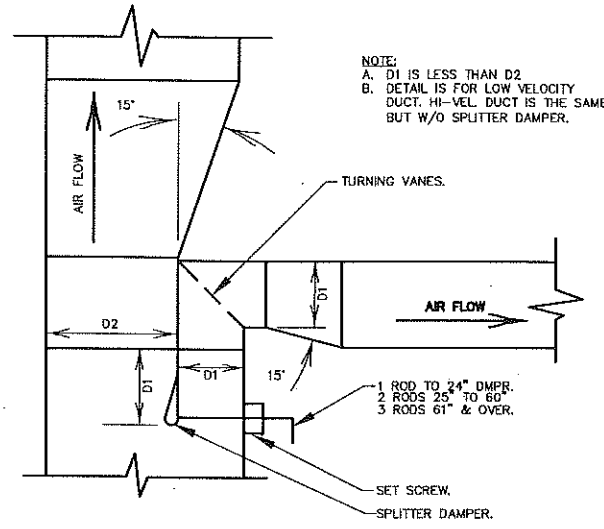 NOTE:
A. D1 IS LESS THAN D2
B. DETAIL IS FOR LOW VELOCITY
DUCT. HI-VEL DUCT IS THE SAME
BUT W/O SPLITTER DAMPER.
15°
AIR FLOW
TURNING VANES.
D1
AIR FLOW
D2
D1
D1
15°
1 ROD TO 24" DMPR.
2 RODS 25" TO 60"
3 RODS 61" & OVER.
SET SCREW.
SPLITTER DAMPER.